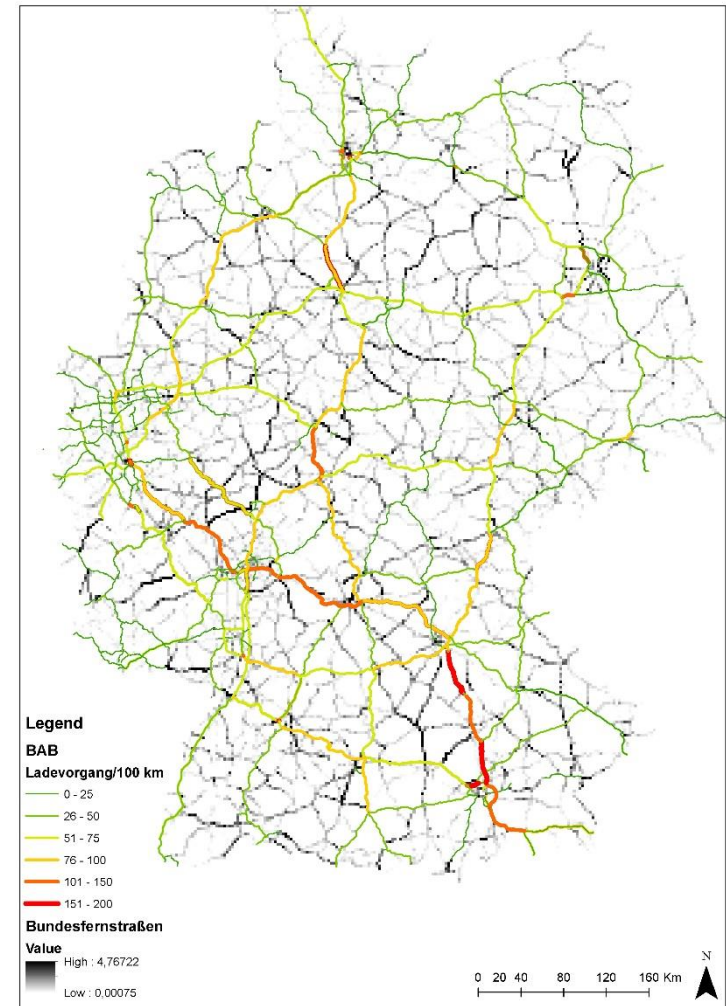 Legend
BAB
Ladevorgang/100 km
0 - 25
26 - 50
51 - 75
76 - 100
101 - 150
151 - 200
Bundesfernstraßen
Value
High : 4,76722
Low : 0,00075
N
0 20 40 80 120 160 Km